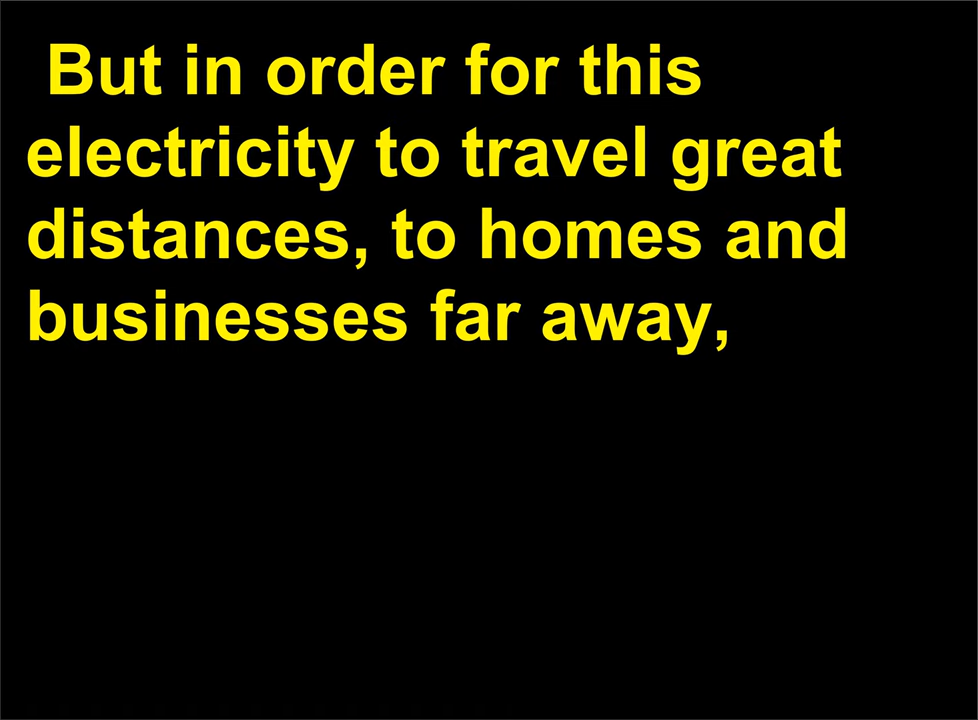 But in order for this
electricity to travel great
distances, to homes and
businesses far away,